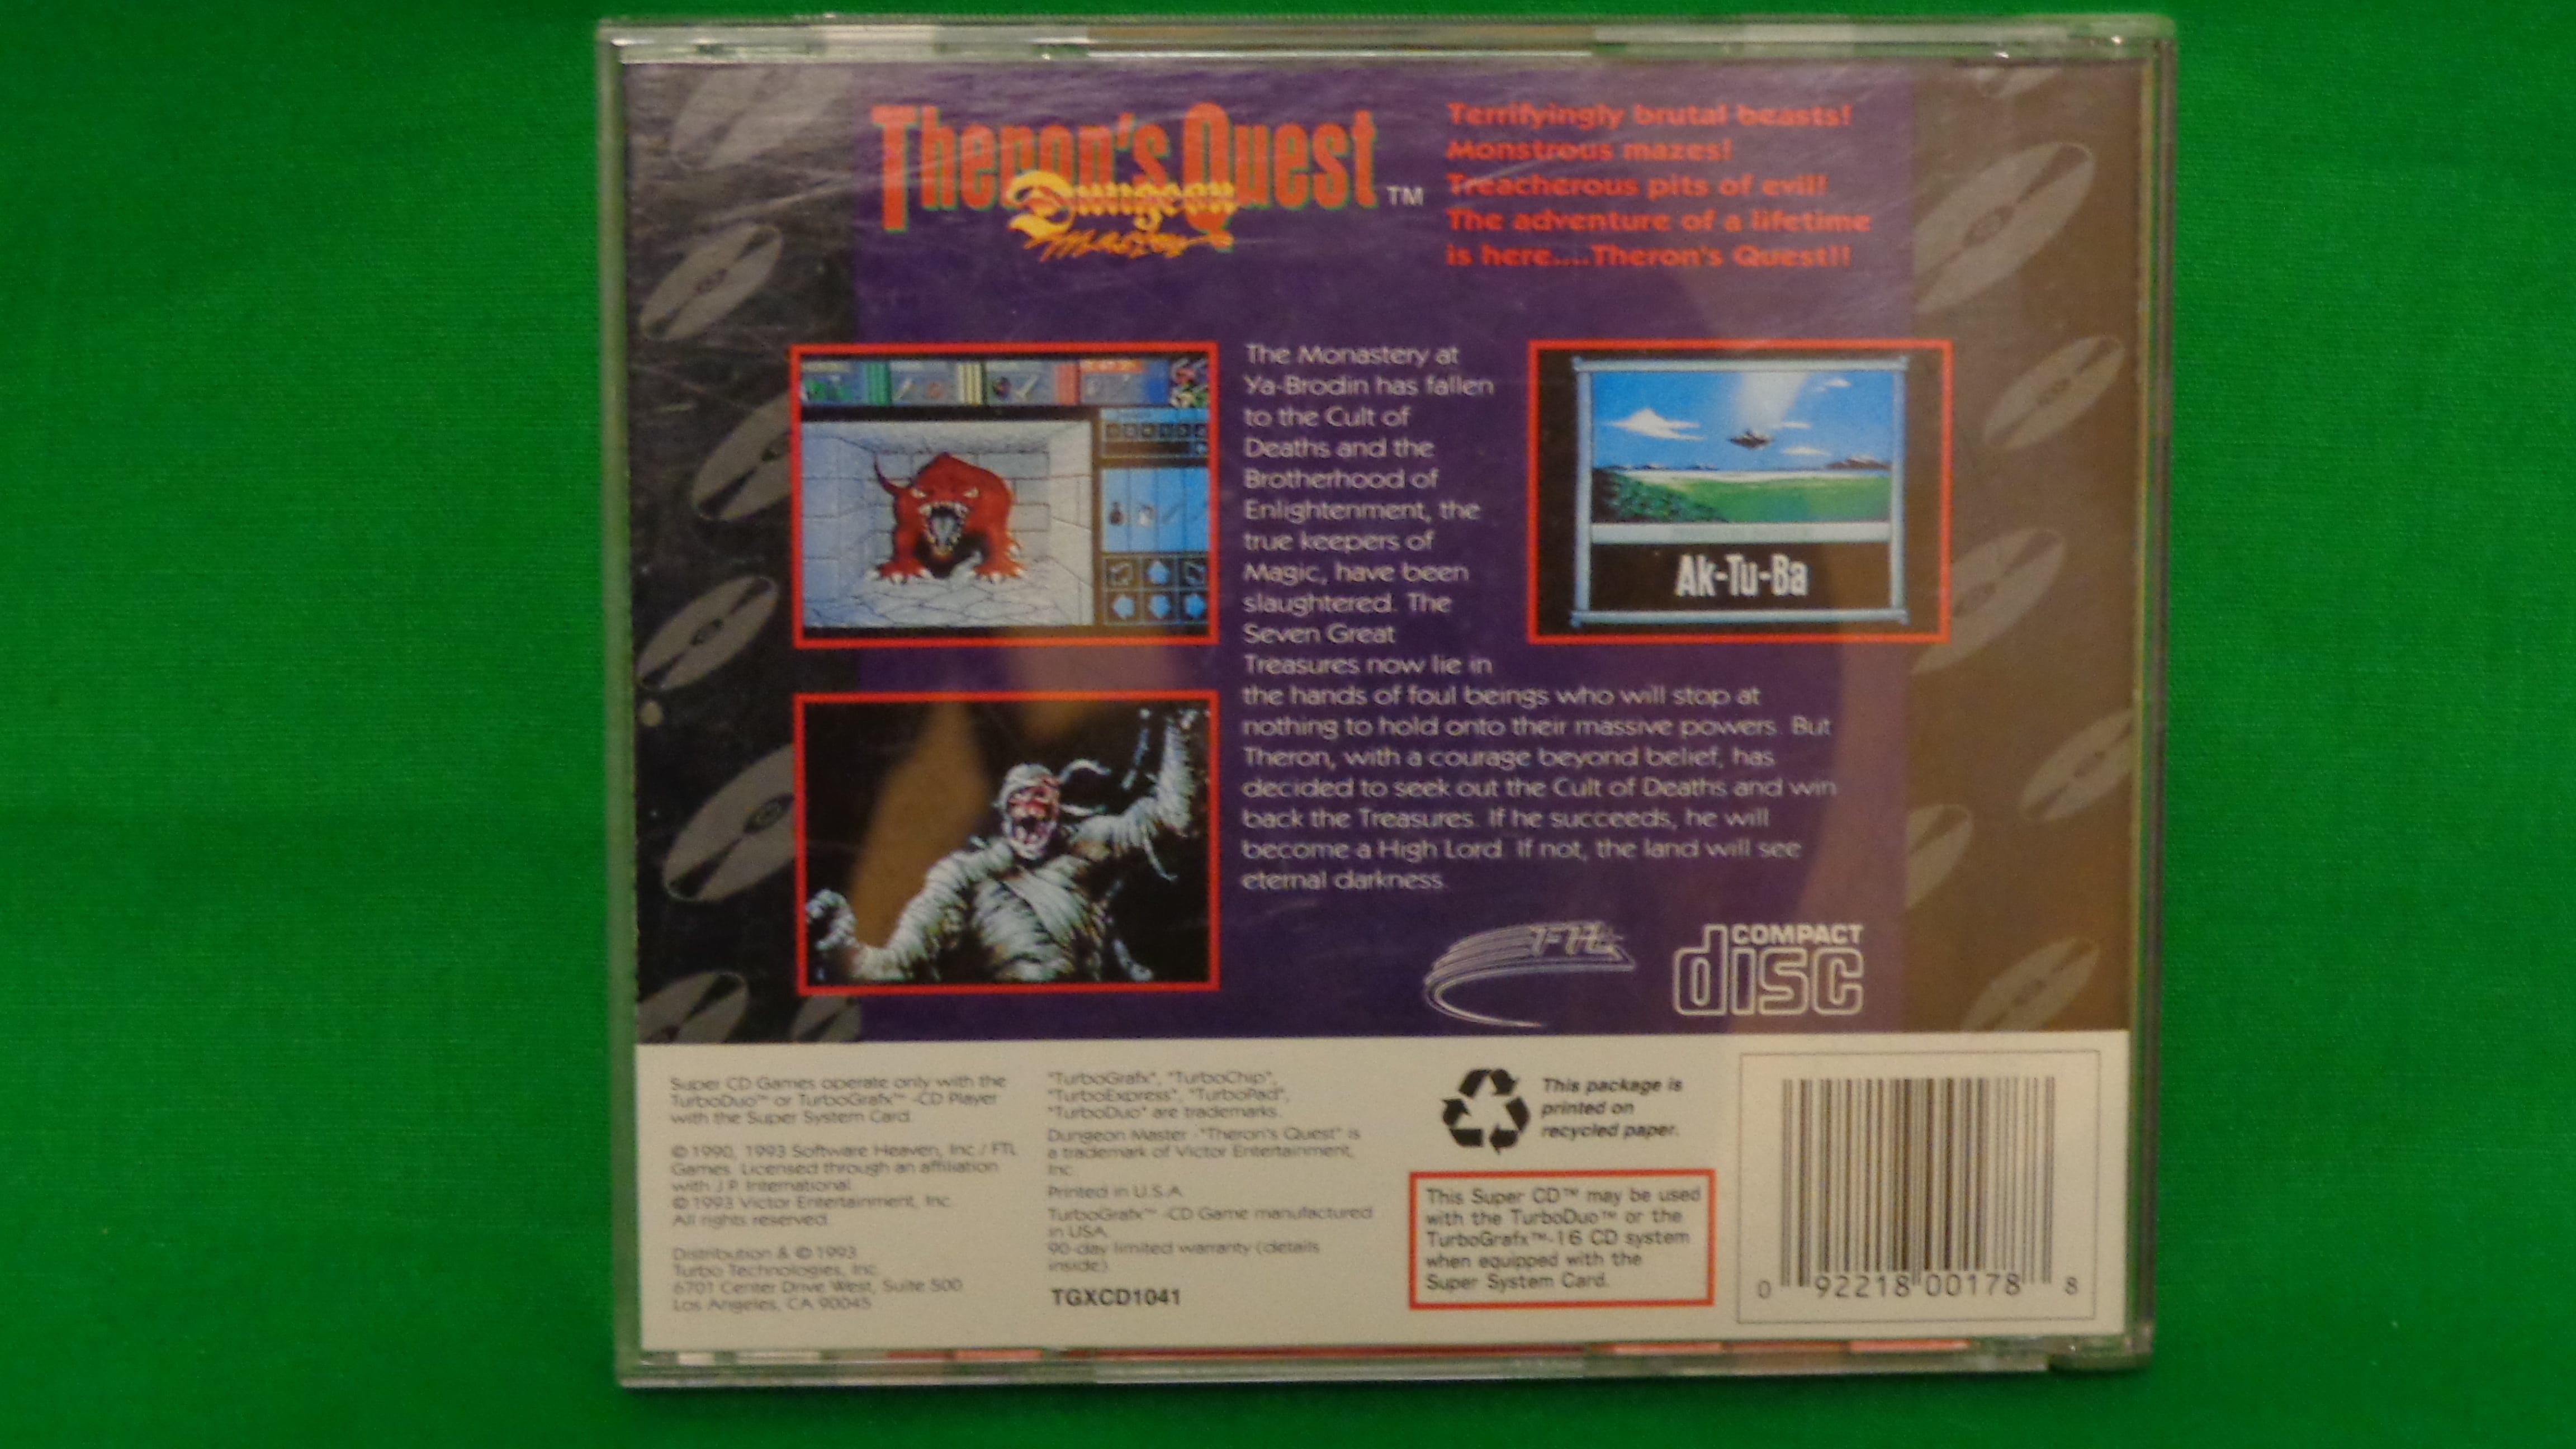 Theron's Quest TM
Dungeon
Master
Terrifyingly brutal beasts!
Monstrous mazes!
Treacherous pits of evil!
The adventure of a lifetime
is here....Theron's Quest!!
The Monastery at
Ya-Brodin has fallen
to the Cult of
Deaths and the
Brotherhood of
Enlightenment, the
true keepers of
Magic, have been
slaughtered. The
Seven Great
Treasures now lie in
the hands of foul beings who will stop at
nothing to hold onto their massive powers. But
Theron, with a courage beyond belief, has
decided to seek out the Cult of Deaths and win
back the Treasures. If he succeeds, he will
become a High Lord. If not, the land will see
eternal darkness.
Ak-Tu-Ba
FTL
COMPACT
disc
Super CD Games operate only with the
TurboDuo™ or TurboGrafx™ -CD Player
with the Super System Card.
© 1990, 1993 Software Heaven, Inc./ FTL
Games. Licensed through an affiliation
with J.P. International.
© 1993 Victor Entertainment, Inc.
All rights reserved.
Distribution & © 1993
Turbo Technologies, Inc.
6701 Center Drive West, Suite 500
Los Angeles, CA 90045
"TurboGrafx", "TurboChip",
"TurboExpress", "TurboPad",
"TurboDuo" are trademarks.
Dungeon Master -"Theron's Quest" is
a trademark of Victor Entertainment,
Inc.
Printed in U.S.A.
TurboGrafx™ -CD Game manufactured
in USA
90-day limited warranty (details
inside)
TGXCD1041
This package is
printed on
recycled paper.
This Super CD™ may be used
with the TurboDuo™ or the
TurboGrafx™-16 CD system
when equipped with the
Super System Card.
0 92218 00178 8